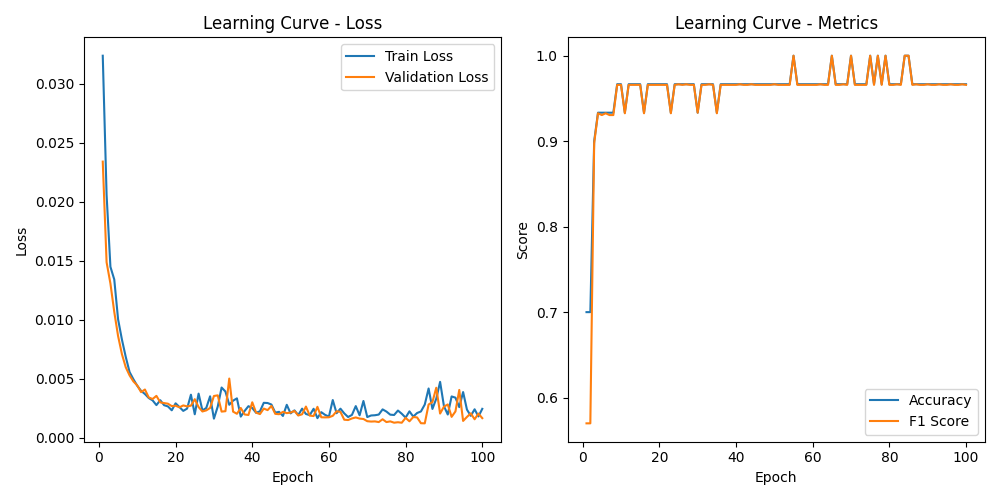 Learning Curve - Loss
Loss
0.030
0.025
0.020
0.015
0.010
0.005
0.000
0
20
40
60
80
100
Epoch
Train Loss
Validation Loss
Learning Curve - Metrics
Score
1.0
0.9
0.8
0.7
0.6
0
20
40
60
80
100
Epoch
Accuracy
F1 Score